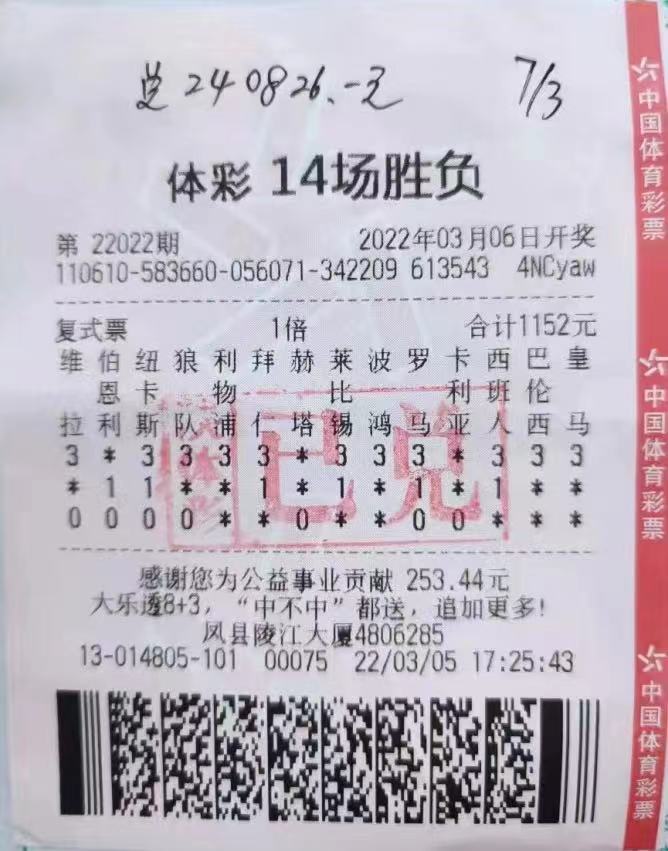 兑240826.-元 7/3
体彩 14场胜负
第 22022期 2022年03月06日开奖
110610-583660-056071-342209 613543 4NCyaw
复式票 1倍 合计1152元
维 伯 纽 狼 利 拜 赫 莱 波 罗 卡 西 巴 皇
恩 卡 物 比 利 班 伦
拉 利 斯 队 浦 仁 塔 锡 鸿 马 亚 人 西 马
3 * 3 3 3 3 * 3 3 3 * 3 3 3
* 1 1 * * 1 * 1 * 1 * 1 * *
0 0 0 0 * * 0 * * 0 0 * * *
已兑
感谢您为公益事业贡献 253.44元
大乐透8+3，“中不中”都送，追加更多!
凤县陵江大厦4806285
13-014805-101 00075 22/03/05 17:25:43
中国体育彩票
中国体育彩票
中国体育彩票